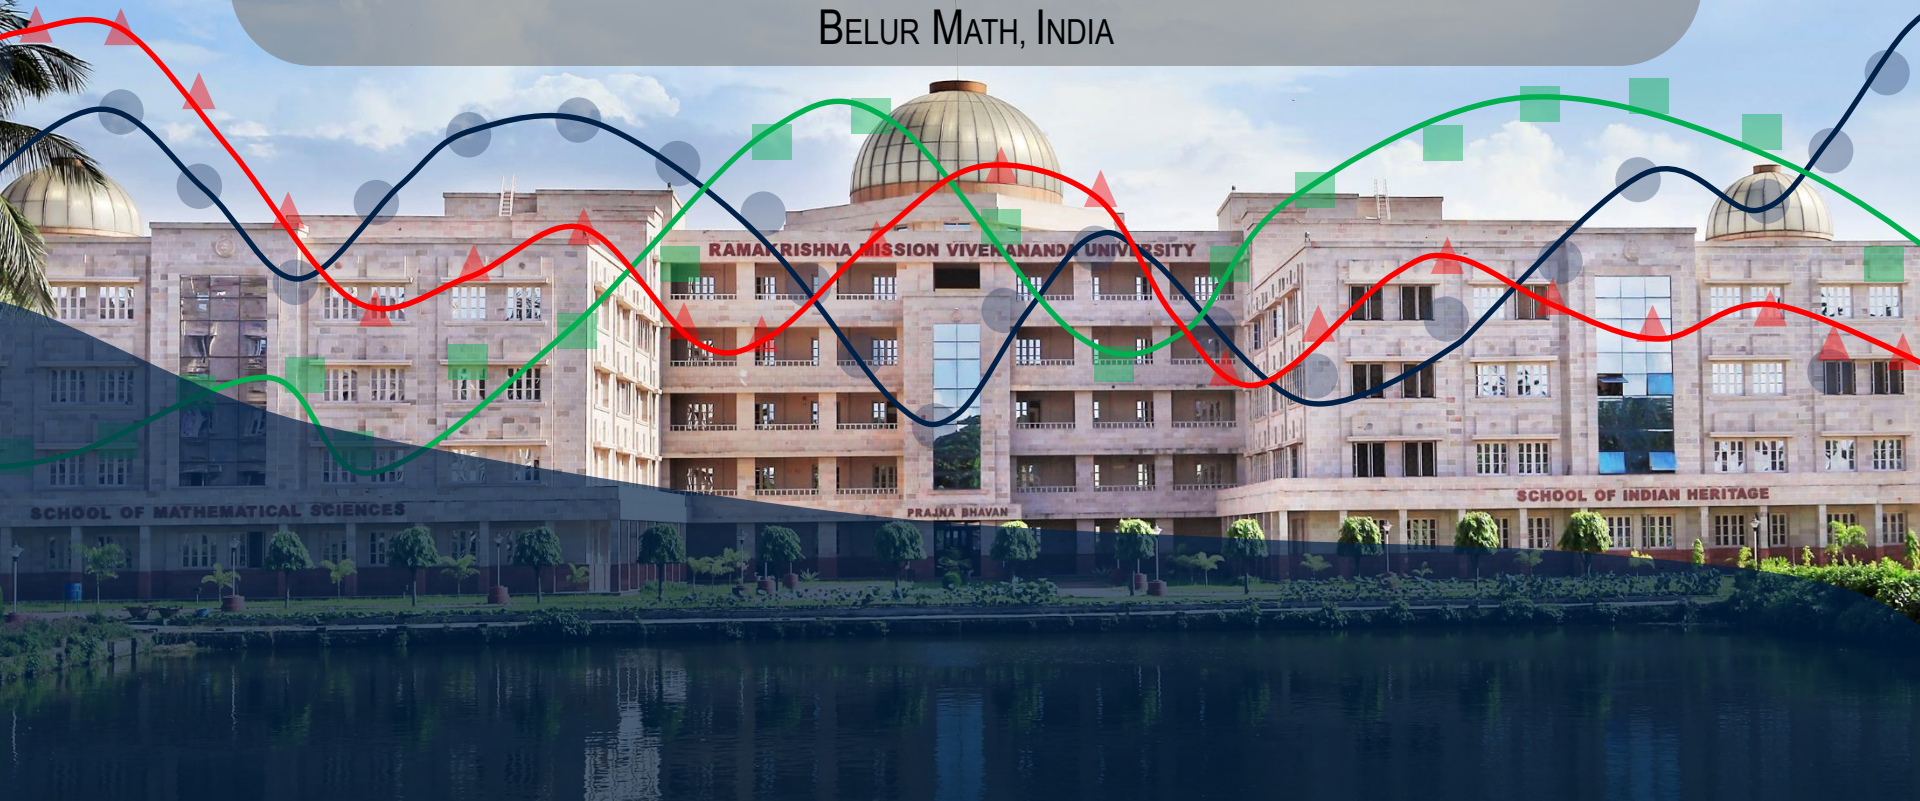 BELUR MATH, INDIA
RAMAKRISHNA MISSION VIVEKANANDA UNIVERSITY
SCHOOL OF INDIAN HERITAGE
SCHOOL OF MATHEMATICAL SCIENCES
PRAJNA BHAVAN